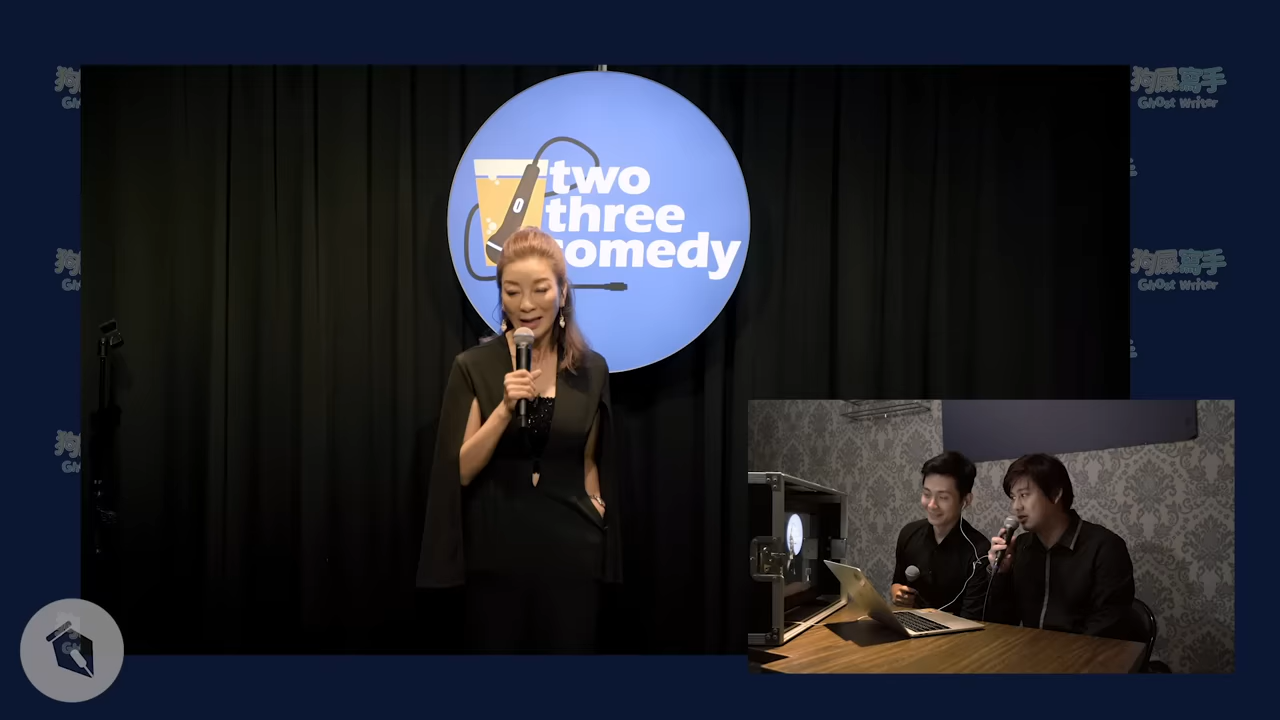 two
three
comedy
狗屎寫手
Ghost Writer
狗屎寫手
Ghost Writer